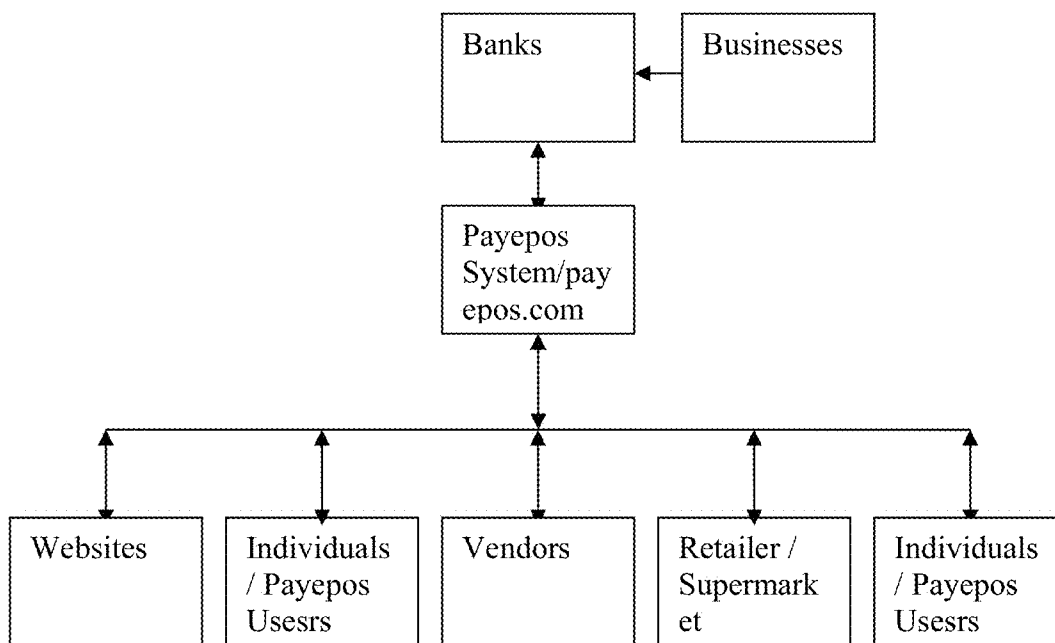 Banks
Businesses
Payepos
System/pay
epos.com
Websites
Individuals
/ Payepos
Usesrs
Vendors
Retailer /
Supermark
et
Individuals
/ Payepos
Usesrs